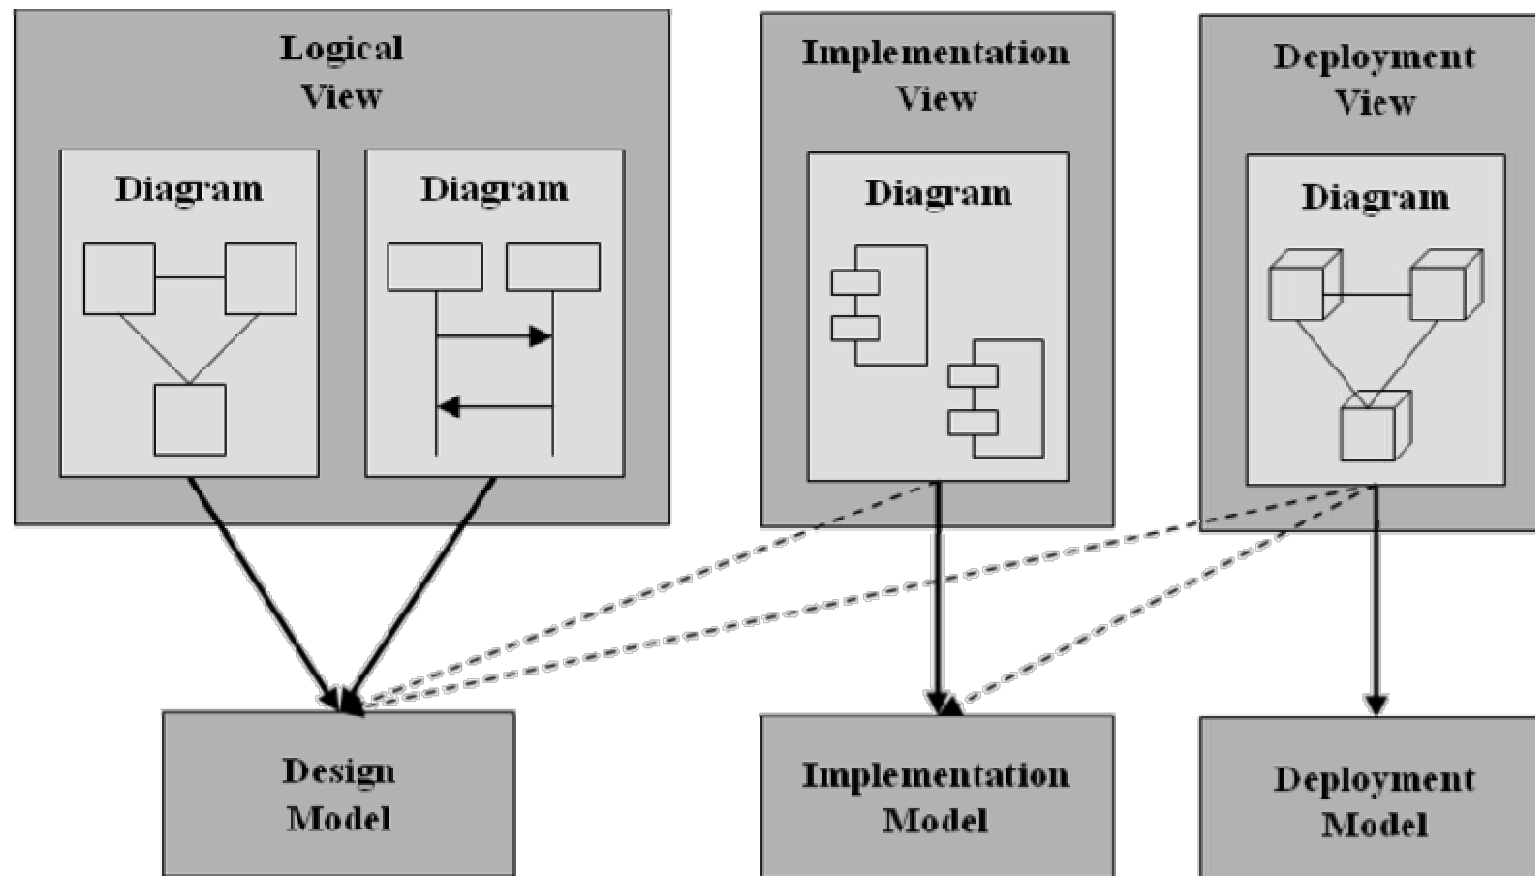 Logical
View
Diagram
Diagram
Implementation
View
Diagram
Deployment
View
Diagram
Design
Model
Implementation
Model
Deployment
Model